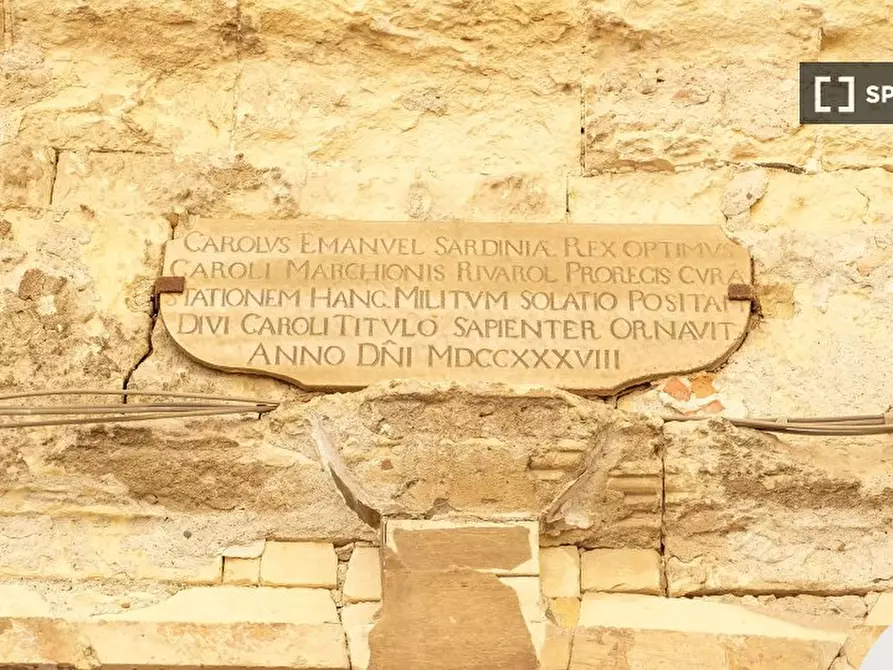 SP
CAROLVS EMANVEL SARDINIÆ REX OPTIMVS
CAROLI MARCHIONIS RIVAROL PROREGIS CVRA
STATIONEM HANC MILITVM SOLATIO POSITAM
DIVI CAROLI TITVLO SAPIENTER ORNAVIT
ANNO DÑI MDCCXXXVIII